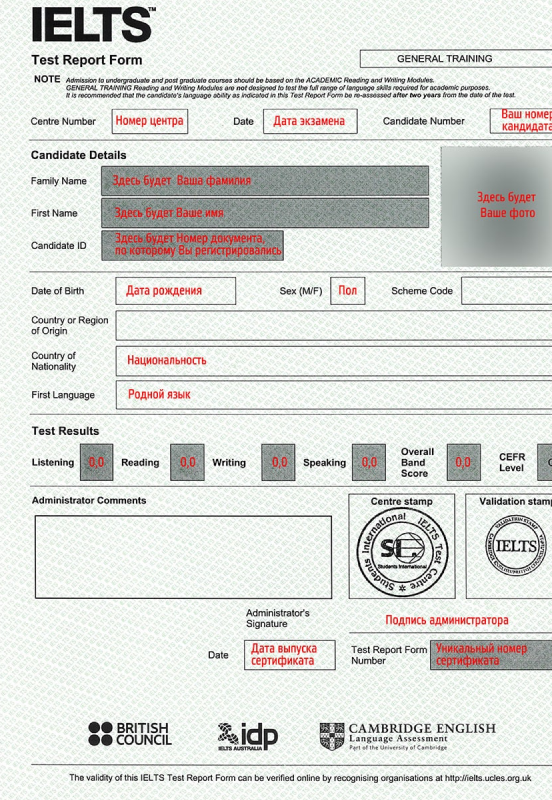 IELTS™
Test Report Form
GENERAL TRAINING
NOTE Admission to undergraduate and post graduate courses should be based on the ACADEMIC Reading and Writing Modules.
GENERAL TRAINING Reading and Writing Modules are not designed to test the full range of language skills required for academic purposes.
It is recommended that the candidate's language ability as indicated in this Test Report Form be re-assessed after two years from the date of the test.
Centre Number Номер центра Date Дата экзамена Candidate Number Ваш номер
кандидата
Candidate Details
Family Name Здесь будет Ваша фамилия
First Name Здесь будет Ваше имя
Здесь будет
Ваше фото
Candidate ID Здесь будет Номер документа,
по которому Вы регистрировались
Date of Birth Дата рождения Sex (M/F) Пол Scheme Code
Country or Region
of Origin
Country of
Nationality Национальность
First Language Родной язык
Test Results
Listening 0,0 Reading 0,0 Writing 0,0 Speaking 0,0 Overall
Band
Score 0,0 CEFR
Level
Administrator Comments
Centre stamp
Students International IELTS Test Centre
SI
Students International
Validation stamp
IELTS
Administrator's
Signature Подпись администратора
Date Дата выпуска
сертификата
Test Report Form
Number Уникальный номер
сертификата
BRITISH
COUNCIL
idp
IELTS AUSTRALIA
CAMBRIDGE ENGLISH
Language Assessment
Part of the University of Cambridge
The validity of this IELTS Test Report Form can be verified online by recognising organisations at http://ielts.ucles.org.uk